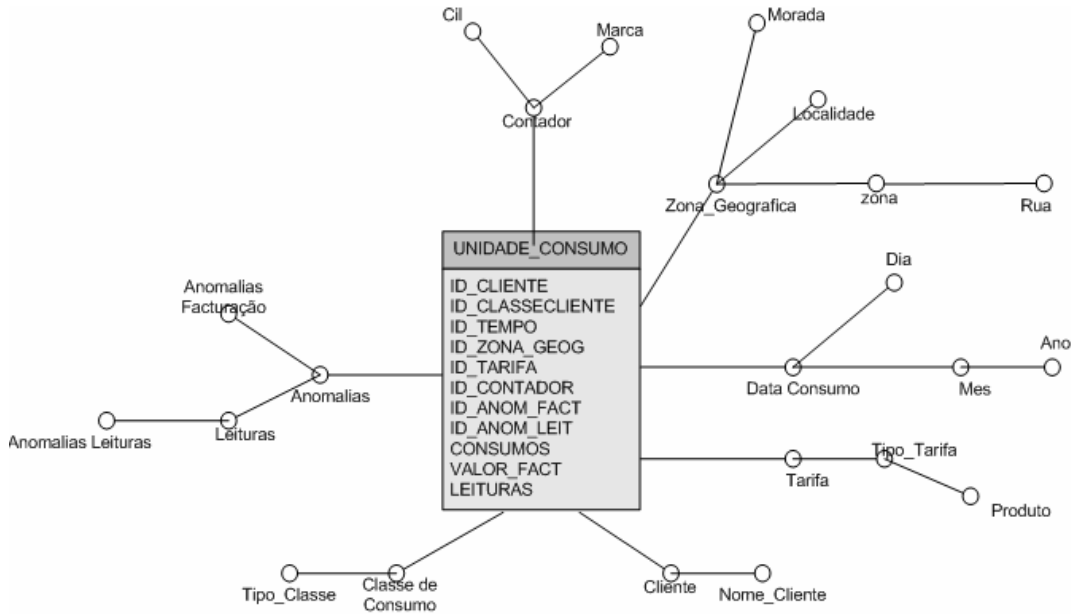 Cil
Marca
Morada
Contador
Localidade
Zona_Geografica
zona
Rua
UNIDADE_CONSUMO
ID_CLIENTE
ID_CLASSECLIENTE
ID_TEMPO
ID_ZONA_GEOG
ID_TARIFA
ID_CONTADOR
ID_ANOM_FACT
ID_ANOM_LEIT
CONSUMOS
VALOR_FACT
LEITURAS
Anomalias
Facturação
Anomalias
Anomalias Leituras
Leituras
Dia
Ano
Data Consumo
Mes
Tipo_Tarifa
Tarifa
Produto
Tipo_Classe
Classe de
Consumo
Cliente
Nome_Cliente